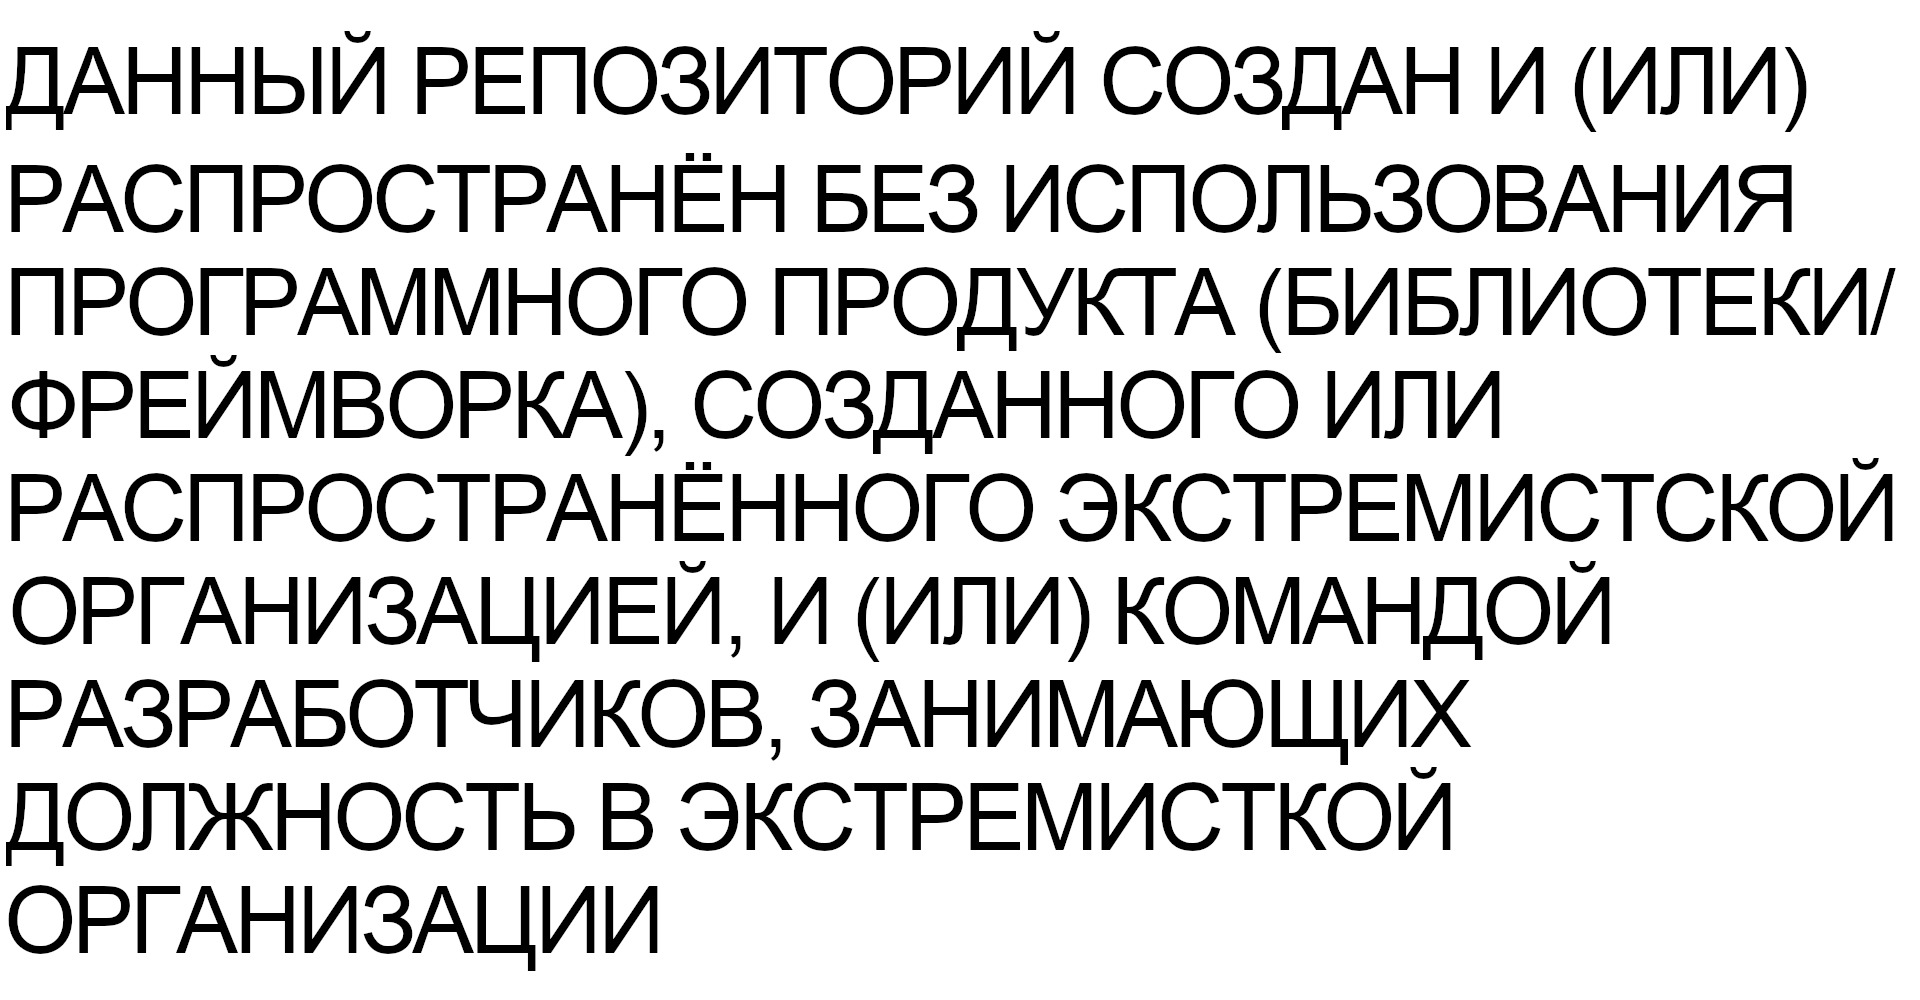 ДАННЫЙ РЕПОЗИТОРИЙ СОЗДАН И (ИЛИ)
РАСПРОСТРАНЁН БЕЗ ИСПОЛЬЗОВАНИЯ
ПРОГРАММНОГО ПРОДУКТА (БИБЛИОТЕКИ/
ФРЕЙМВОРКА), СОЗДАННОГО ИЛИ
РАСПРОСТРАНЁННОГО ЭКСТРЕМИСТСКОЙ
ОРГАНИЗАЦИЕЙ, И (ИЛИ) КОМАНДОЙ
РАЗРАБОТЧИКОВ, ЗАНИМАЮЩИХ
ДОЛЖНОСТЬ В ЭКСТРЕМИСТКОЙ
ОРГАНИЗАЦИИ